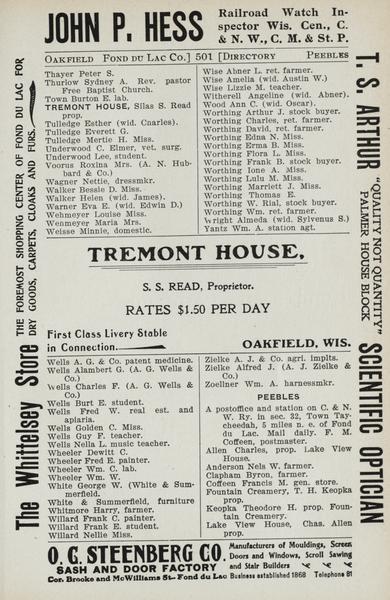 JOHN P. HESS
Railroad Watch In-
spector Wis. Cen., C.
& N. W., C. M. & St. P.
OAKFIELD FOND DU LAC CO.] 501 [DIRECTORY PEEBLES
Thayer Peter S.
Thurlow Sydney A. Rev. pastor
Free Baptist Church.
Town Burton E. lab.
TREMONT HOUSE, Silas S. Read
prop.
Tulledge Esther (wid. Cnarles).
Tulledge Everett G.
Tulledge Mertie H. Miss.
Underwood C. Elmer, vet. surg.
Underwood Lee, student.
Voorus Roxina Mrs. (A. N. Hub-
bard & Co.)
Wagner Nettie, dressmkr.
Walker Bessie D. Miss.
Walker Helen (wid. James).
Warner Eva E. (wid. Edwin D.)
Wehmeyer Louise Miss.
Wenmeyer Maria Mrs.
Weisse Minnie, domestic.
Wise Abner L. ret. farmer.
Wise Amelia (wid. Austin W.)
Wise Lizzie M. teacher.
Witherell Angeline (wid. Abner).
Wood Ann C. (wid. Oscar).
Worthing Arthur J. stock buyer.
Worthing Charles, ret. farmer.
Worthing David, ret. farmer.
Worthing Edna N. Miss.
Worthing Erma B. Miss.
Worthing Flora L. Miss.
Worthing Frank B. stock buyer.
Worthing Ione A. Miss.
Worthing Lulu M. Miss.
Worthing Marriett J. Miss.
Worthing Thomas E.
Worthing W. Rial, stock buyer.
Worthing Wm. ret. farmer.
Wright Almeda (wid. Sylvenus S.)
Yantz Wm. A. station agt.
TREMONT HOUSE,
S. S. READ, Proprietor.
RATES $1.50 PER DAY
First Class Livery Stable
in Connection.
OAKFIELD, WIS.
Wells A. G. & Co. patent medicine.
Wells Alambert G. (A. G. Wells &
Co.)
Wells Charles F. (A. G. Wells &
Co.)
Wells Burt E. student.
Wells Fred W. real est. and
apiaria.
Wells Golden C. Miss.
Wells Guy F. teacher.
Wells Nella L. music teacher.
Wheeler Dewitt C.
Wheeler Fred E. painter.
Wheeler Wm. C. lab.
Wheeler Wm. W.
White George W. (White & Sum-
merfield.
White & Summerfield, furniture
Whitmore Harry, farmer.
Willard Frank C. painter.
Willard Frank E. student.
Willard Nellie Miss.
Zielke A. J. & Co. agri. implts.
Zielke Alfred J. (A. J. Zielke &
Co.)
Zoellner Wm. A. harnessmkr.
PEEBLES
A postoffice and station on C. & N.
W. Ry. in sec. 32, Town Tay-
cheedah, 5 miles n. e. of Fond
du Lac. Mail daily. F. M.
Coffeen, postmaster.
Allen Charles, prop. Lake View
House.
Anderson Nels W. farmer.
Clapham Byron, farmer.
Coffeen Francis M. gen. store.
Fountain Creamery, T. H. Keopka
prop.
Keopka Theodore H. prop. Foun-
tain Creamery.
Lake View House, Chas. Allen
prop.
The Whittelsey Store
THE FOREMOST SHOPPING CENTER OF FOND DU LAC FOR
DRY GOODS, CARPETS, CLOAKS AND FURS.
T. S. ARTHUR
"QUALITY NOT QUANTITY"
PALMER HOUSE BLOCK
SCIENTIFIC OPTICIAN
O. C. STEENBERG CO.
SASH AND DOOR FACTORY
Cor. Brooke and McWilliams St. Fond du Lac
Manufacturers of Mouldings, Screen
Doors and Windows, Scroll Sawing
and Stair Builders
Business established 1868 Telephone 81